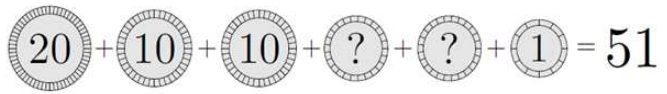 20 + 10 + 10 + ? + ? + 1 = 51